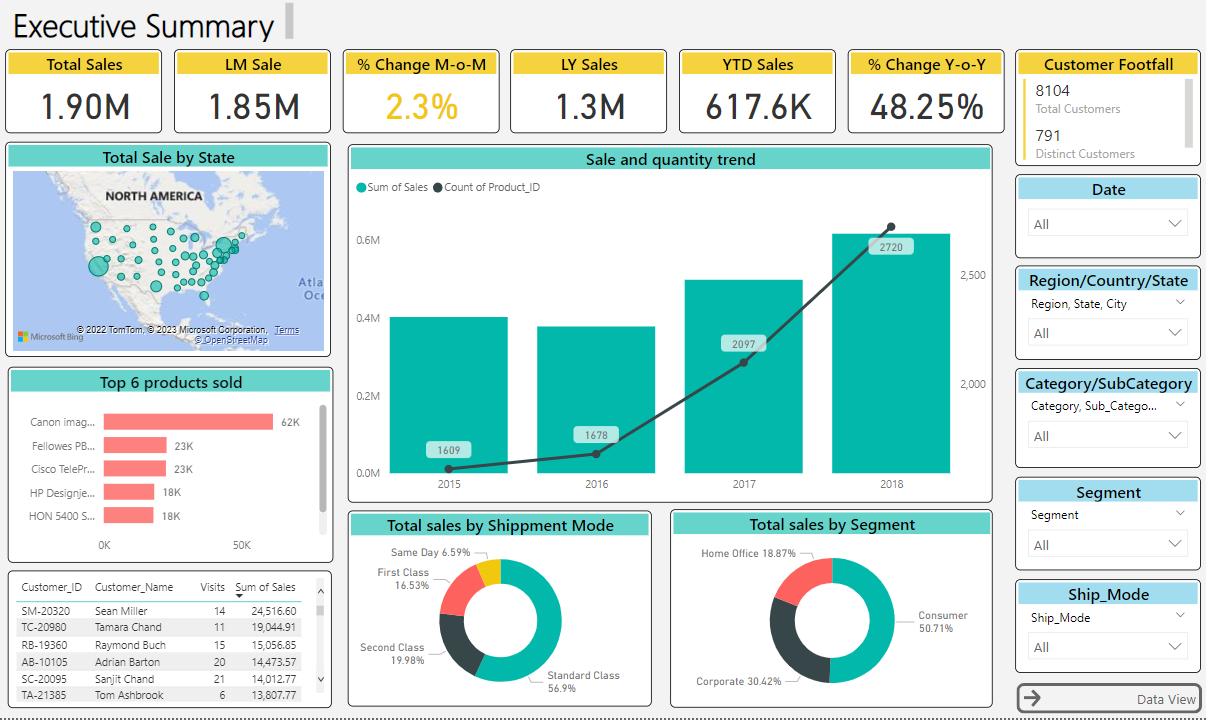 Executive Summary
Total Sales
1.90M
LM Sale
1.85M
% Change M-o-M
2.3%
LY Sales
1.3M
YTD Sales
617.6K
% Change Y-o-Y
48.25%
Customer Footfall
8104
Total Customers
791
Distinct Customers
Total Sale by State
NORTH AMERICA
Atla
Oce
© 2022 TomTom, © 2023 Microsoft Corporation, Terms
© OpenStreetMap
Microsoft Bing
Sale and quantity trend
Sum of Sales Count of Product_ID
0.6M
0.4M
0.2M
0.0M
2,500
2,000
1609
1678
2097
2720
2015 2016 2017 2018
Date
All
Region/Country/State
Region, State, City
All
Category/SubCategory
Category, Sub_Catego...
All
Segment
Segment
All
Ship_Mode
Ship_Mode
All
Data View
Top 6 products sold
Canon imag... 62K
Fellowes PB... 23K
Cisco TelePr... 23K
HP Designje... 18K
HON 5400 S... 18K
0K 50K
Customer_ID Customer_Name Visits Sum of Sales
SM-20320 Sean Miller 14 24,516.60
TC-20980 Tamara Chand 11 19,044.91
RB-19360 Raymond Buch 15 15,056.85
AB-10105 Adrian Barton 20 14,473.57
SC-20095 Sanjit Chand 21 14,012.77
TA-21385 Tom Ashbrook 6 13,807.77
Total sales by Shippment Mode
Same Day 6.59%
First Class
16.53%
Second Class
19.98%
Standard Class
56.9%
Total sales by Segment
Home Office 18.87%
Consumer
50.71%
Corporate 30.42%